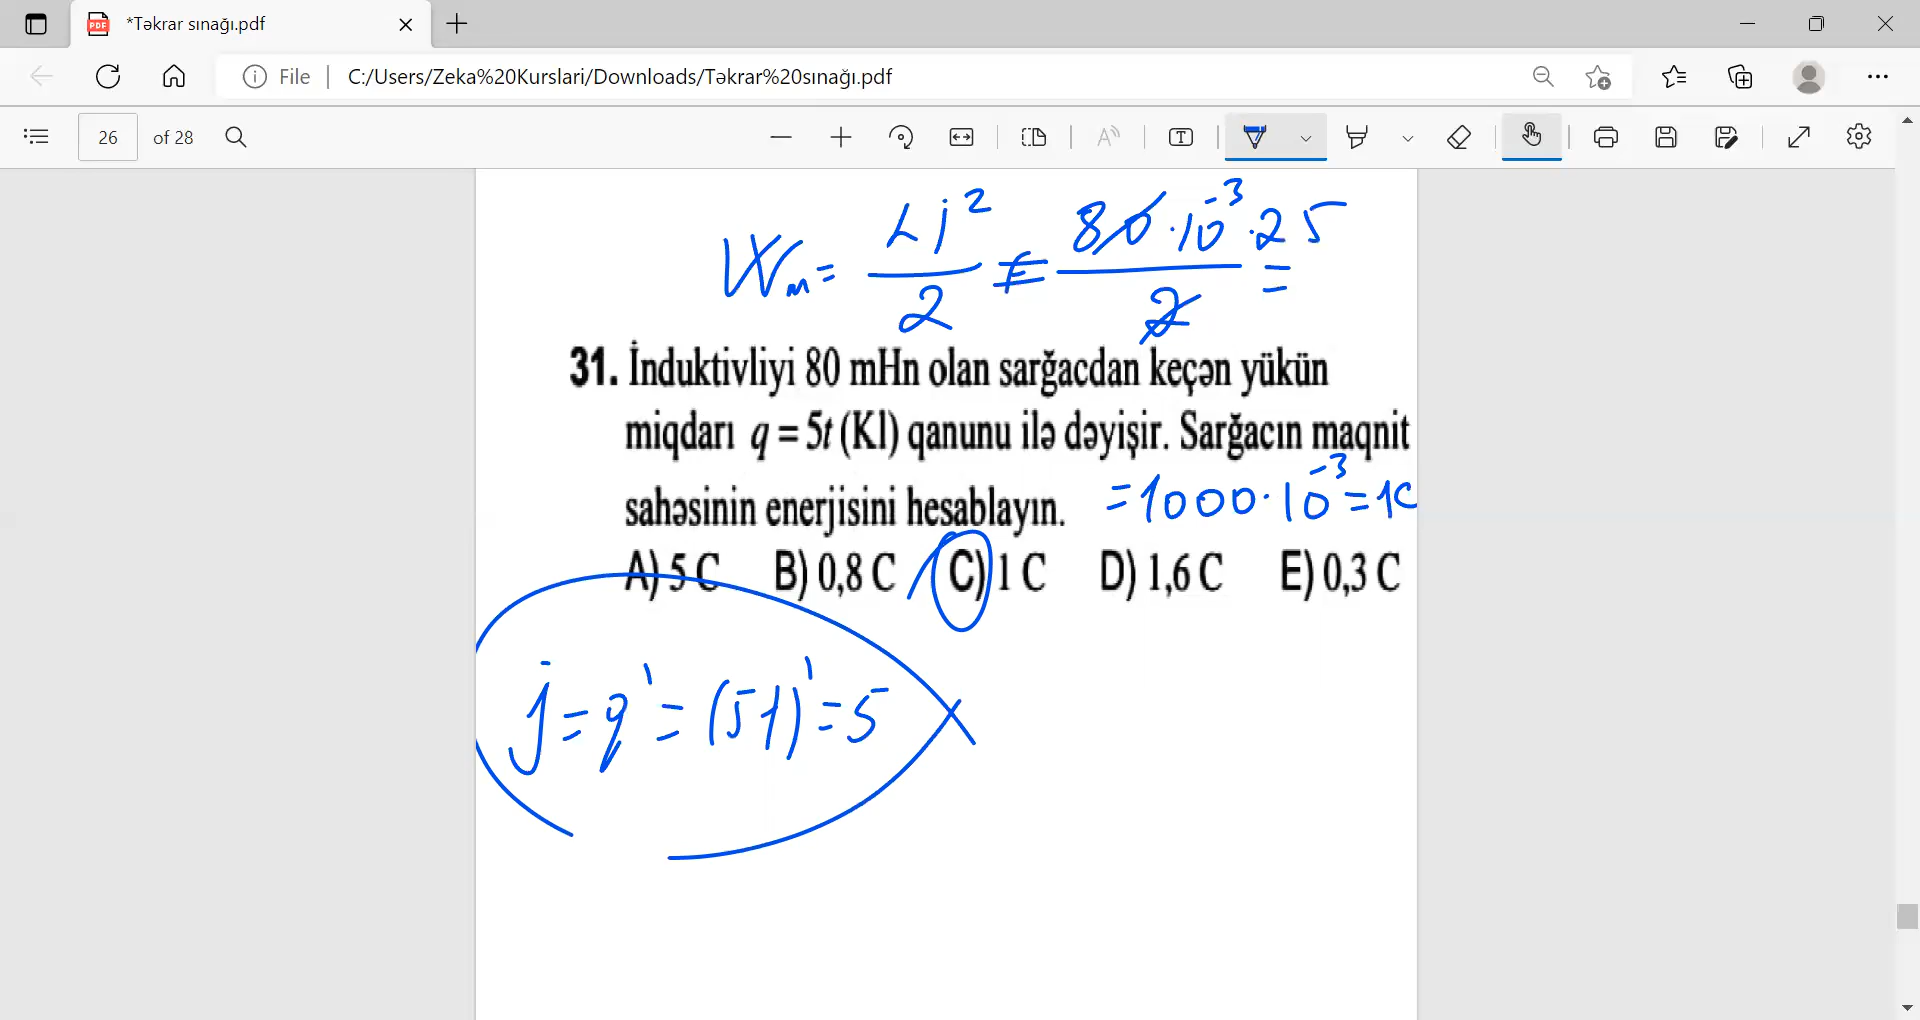 *Təkrar sınağı.pdf
File | C:/Users/Zeka%20Kurslari/Downloads/Təkrar%20sınağı.pdf
26 of 28
Wm = Li² / 2 = 80·10⁻³·25 / 2 =
31. İnduktivliyi 80 mHn olan sarğacdan keçən yükün
miqdarı q = 5t (Kl) qanunu ilə dəyişir. Sarğacın maqnit
sahəsinin enerjisini hesablayın.
=1000·10⁻³=1C
A) 5 C B) 0,8 C C) 1 C D) 1,6 C E) 0,3 C
j = q' = (5t)' = 5